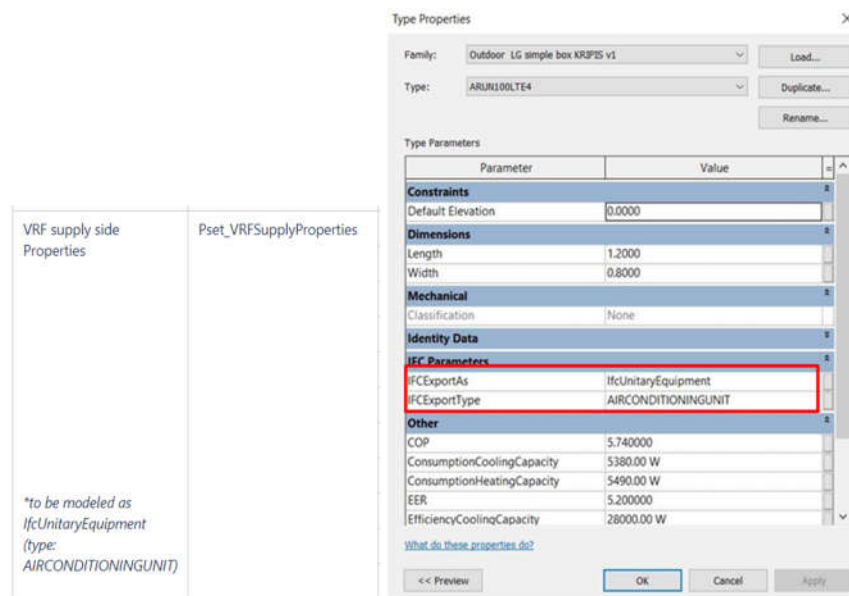 VRF supply side
Properties
Pset_VRFSupplyProperties
*to be modeled as
IfcUnitaryEquipment
(type:
AIRCONDITIONINGUNIT)
Type Properties
Family: Outdoor LG simple box KRIPIS v1 Load...
Type: ARUN100LTE4 Duplicate...
Rename...
Type Parameters
Parameter Value =
Constraints
Default Elevation 0.0000
Dimensions
Length 1.2000
Width 0.8000
Mechanical
Classification None
Identity Data
IFC Parameters
IFCExportAs IfcUnitaryEquipment
IFCExportType AIRCONDITIONINGUNIT
Other
COP 5.740000
ConsumptionCoolingCapacity 5380.00 W
ConsumptionHeatingCapacity 5490.00 W
EER 5.200000
EfficiencyCoolingCapacity 28000.00 W
What do these properties do?
<< Preview OK Cancel Apply